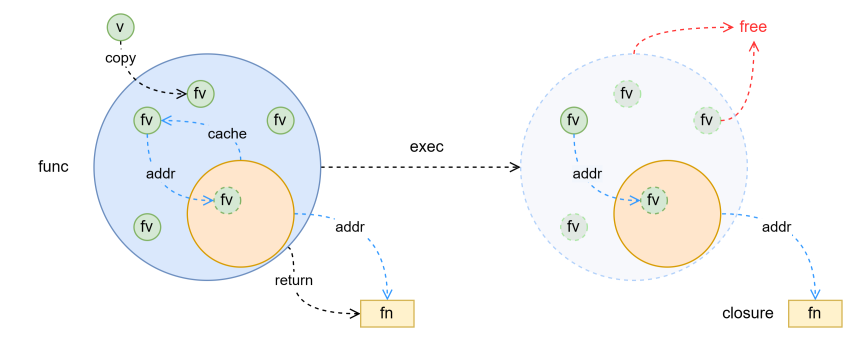 v
copy
fv
fv
fv
cache
func
addr
fv
fv
addr
return
fn
exec
free
fv
fv
fv
addr
fv
fv
addr
closure
fn